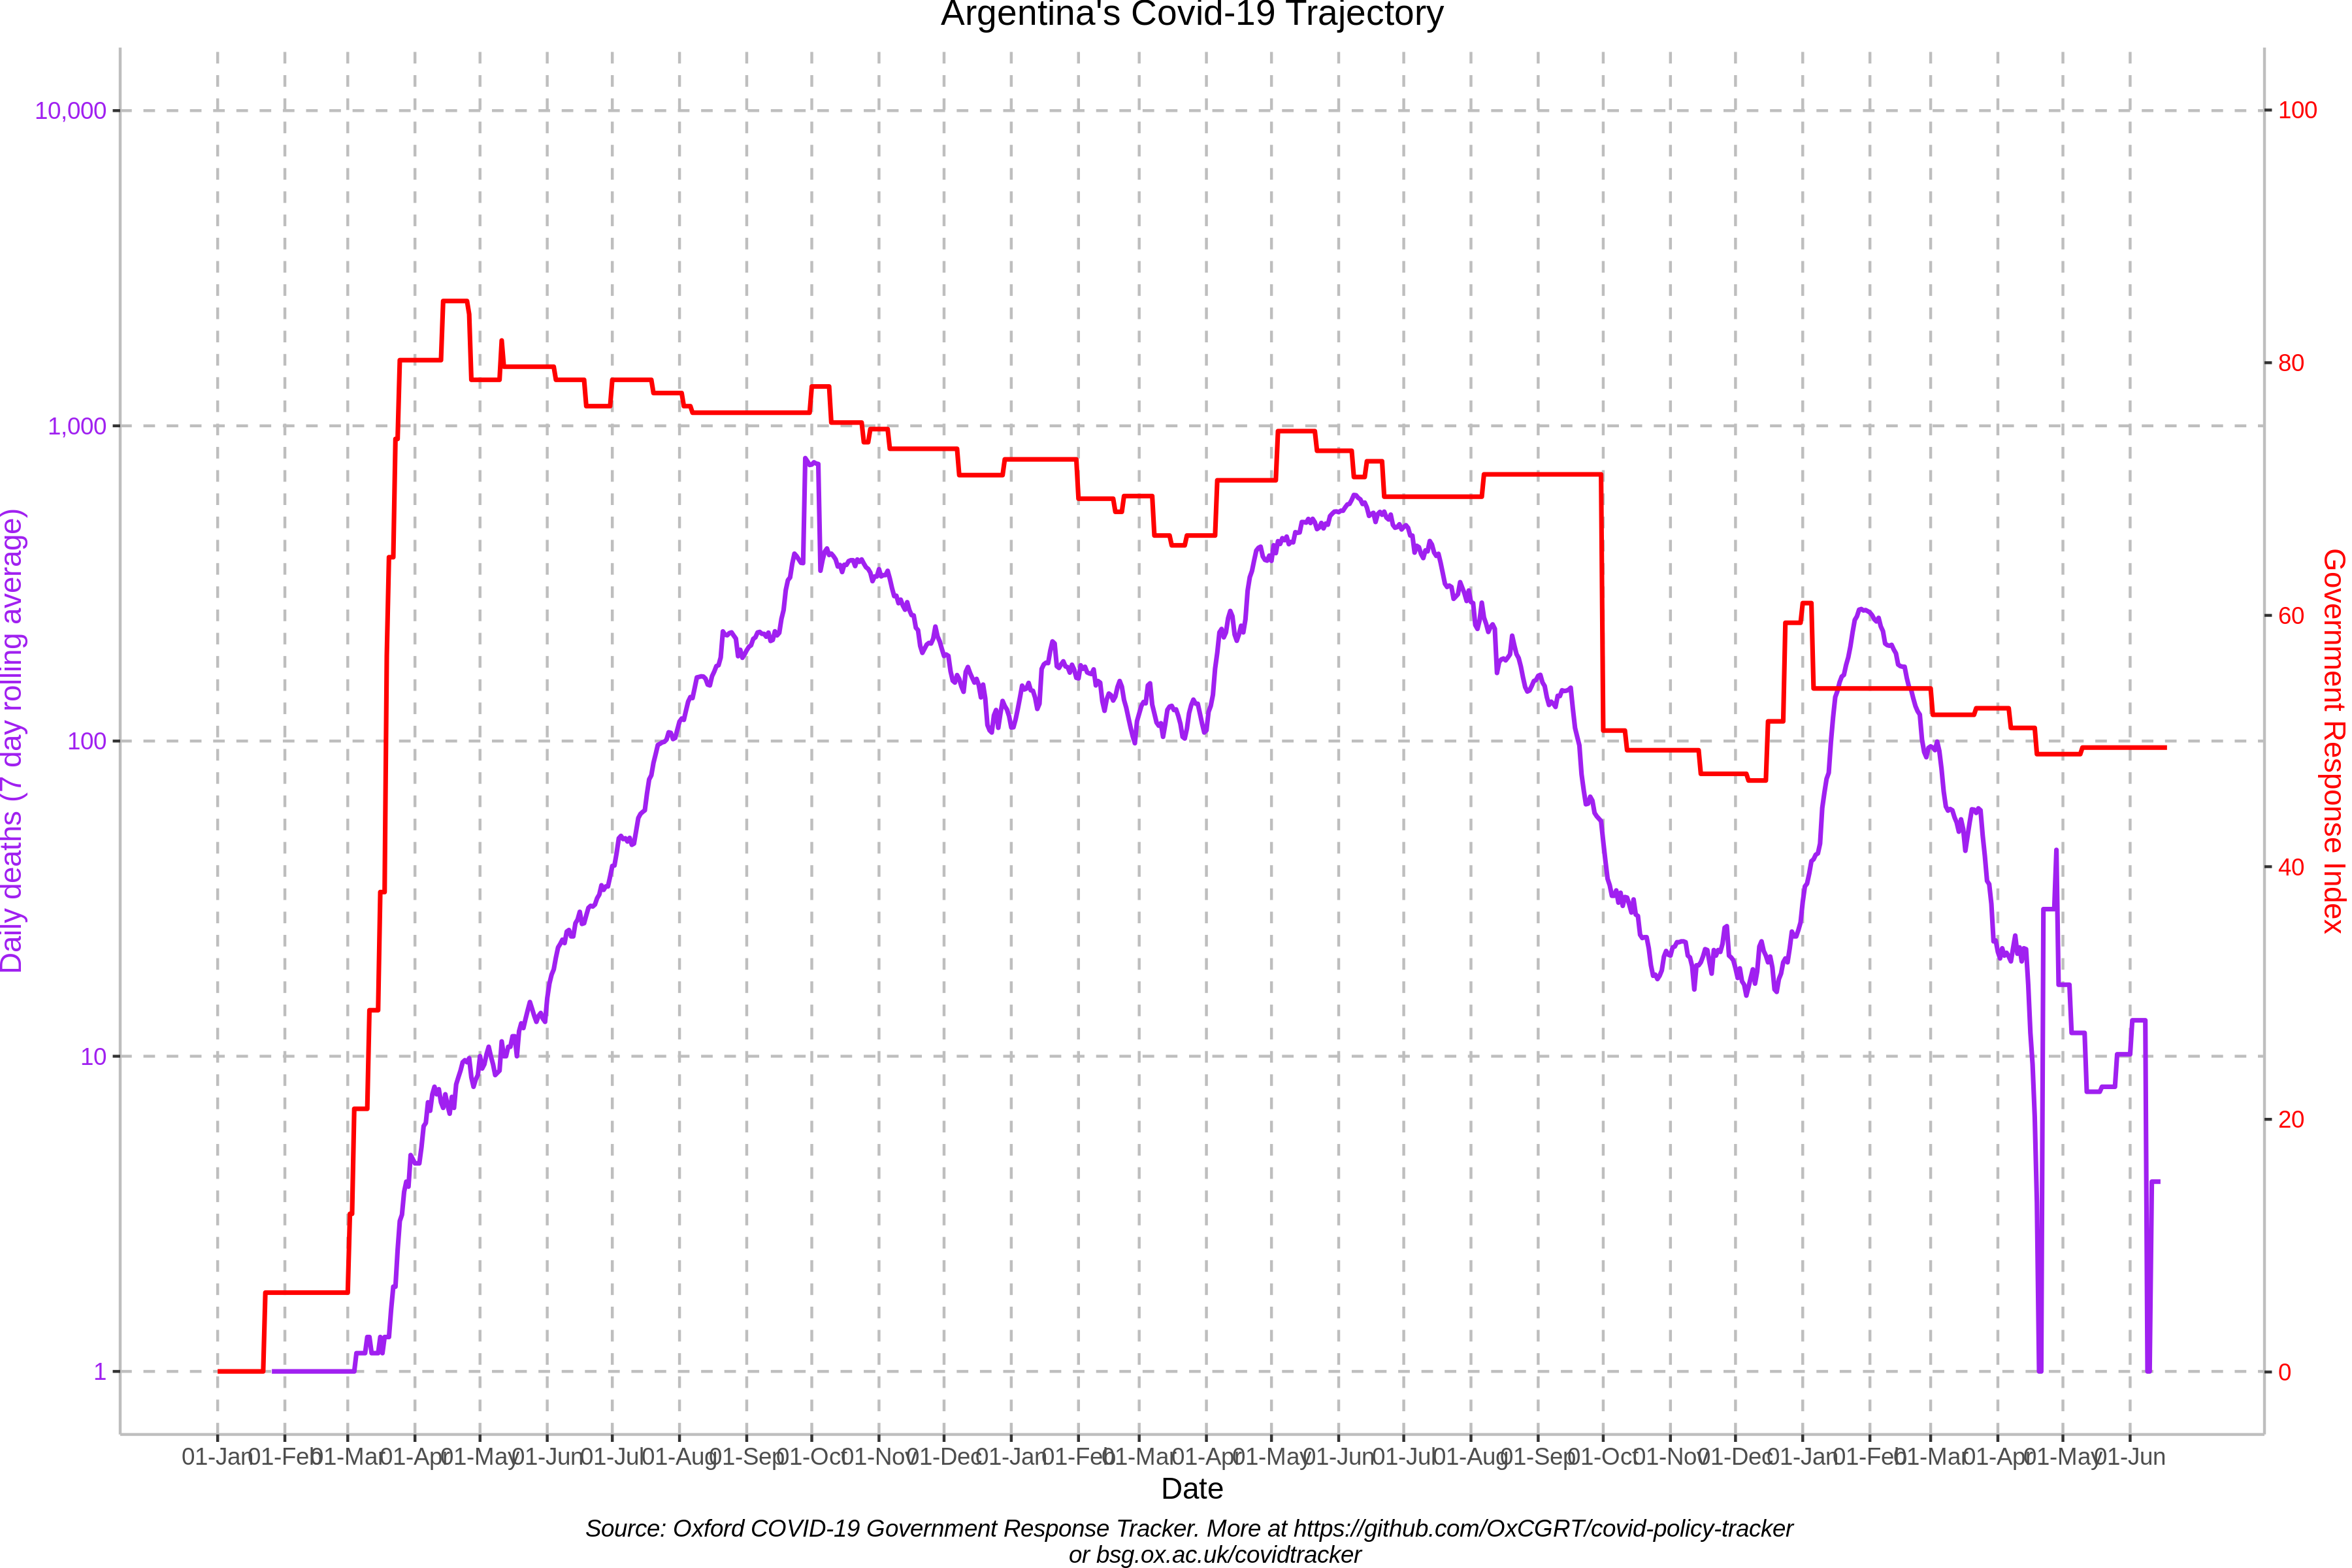 Argentina's Covid-19 Trajectory
10,000
1,000
100
10
1
Daily deaths (7 day rolling average)
100
80
60
40
20
0
Government Response Index
01-Jan 01-Feb 01-Mar 01-Apr 01-May 01-Jun 01-Jul 01-Aug 01-Sep 01-Oct 01-Nov 01-Dec 01-Jan 01-Feb 01-Mar 01-Apr 01-May 01-Jun 01-Jul 01-Aug 01-Sep 01-Oct 01-Nov 01-Dec 01-Jan 01-Feb 01-Mar 01-Apr 01-May 01-Jun
Date
Source: Oxford COVID-19 Government Response Tracker. More at https://github.com/OxCGRT/covid-policy-tracker
or bsg.ox.ac.uk/covidtracker